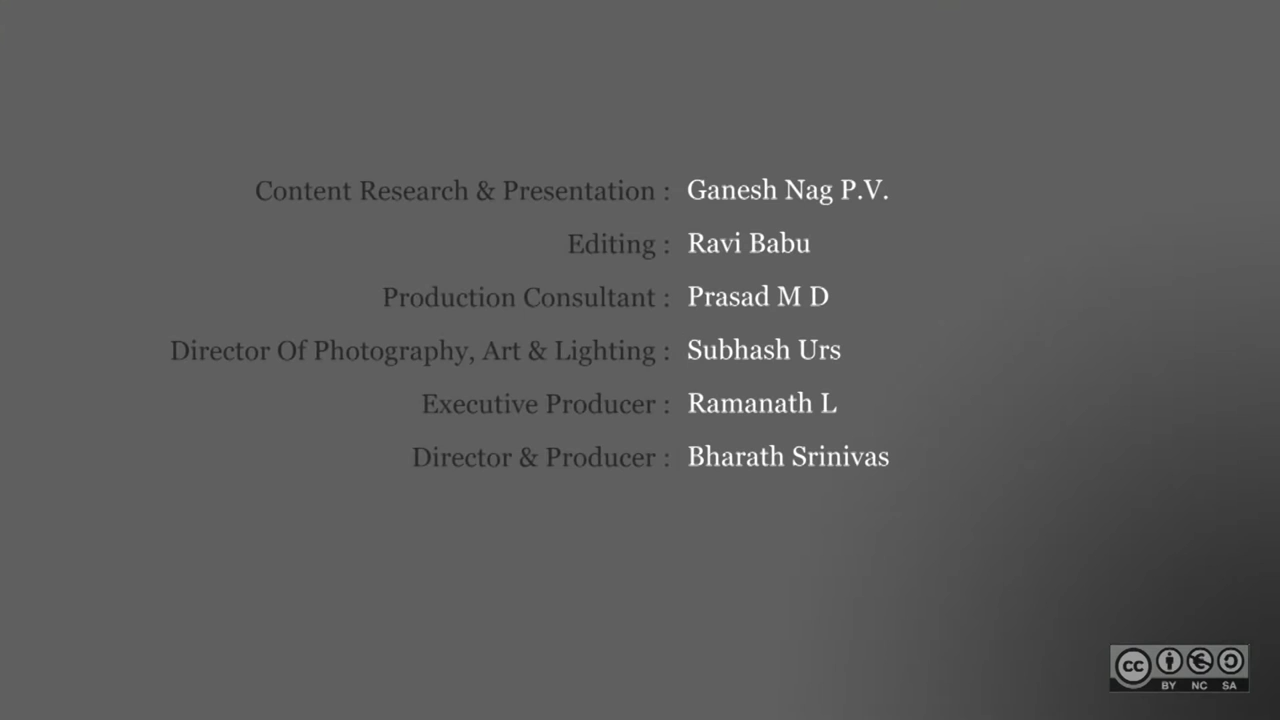 Content Research & Presentation : Ganesh Nag P.V.
Editing : Ravi Babu
Production Consultant : Prasad M D
Director Of Photography, Art & Lighting : Subhash Urs
Executive Producer : Ramanath L
Director & Producer : Bharath Srinivas
cc
BY NC SA